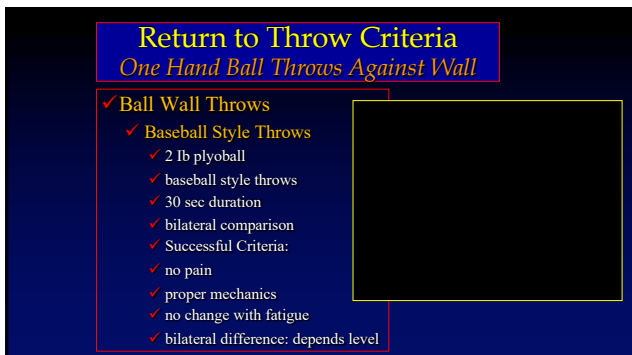 Return to Throw Criteria
One Hand Ball Throws Against Wall
Ball Wall Throws
Baseball Style Throws
2 Ib plyoball
baseball style throws
30 sec duration
bilateral comparison
Successful Criteria:
no pain
proper mechanics
no change with fatigue
bilateral difference: depends level